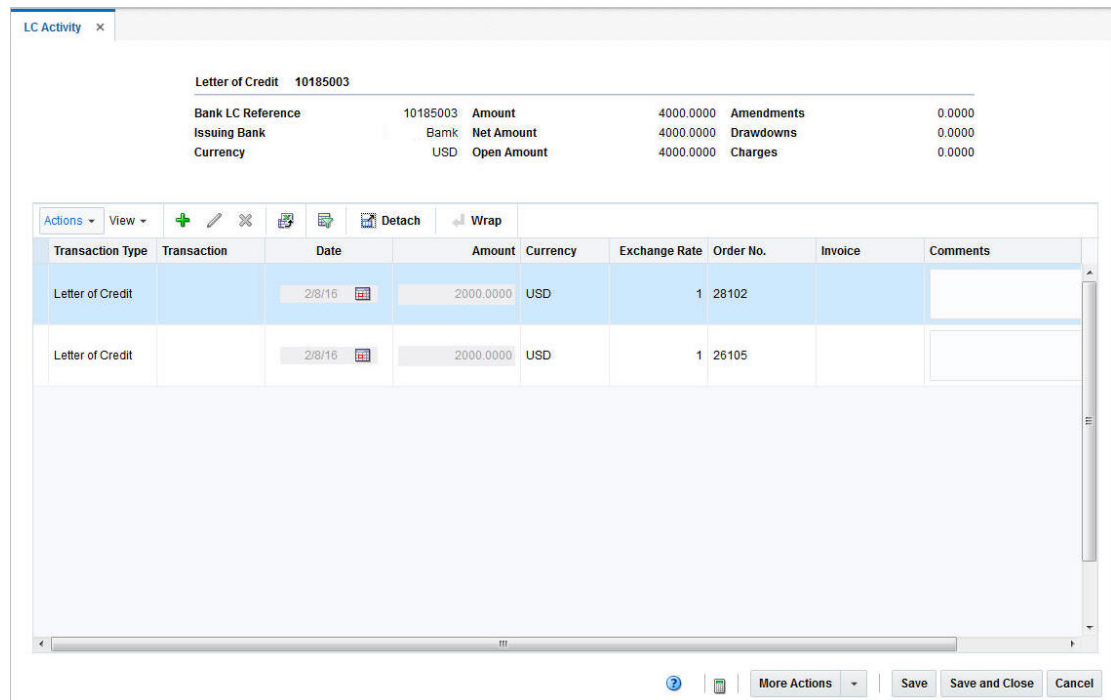 LC Activity ×
Letter of Credit 10185003
Bank LC Reference 10185003 Amount 4000.0000 Amendments 0.0000
Issuing Bank Bamk Net Amount 4000.0000 Drawdowns 0.0000
Currency USD Open Amount 4000.0000 Charges 0.0000
Actions View Detach Wrap
Transaction Type Transaction Date Amount Currency Exchange Rate Order No. Invoice Comments
Letter of Credit 2/8/16 2000.0000 USD 1 28102
Letter of Credit 2/8/16 2000.0000 USD 1 26105
? More Actions Save Save and Close Cancel